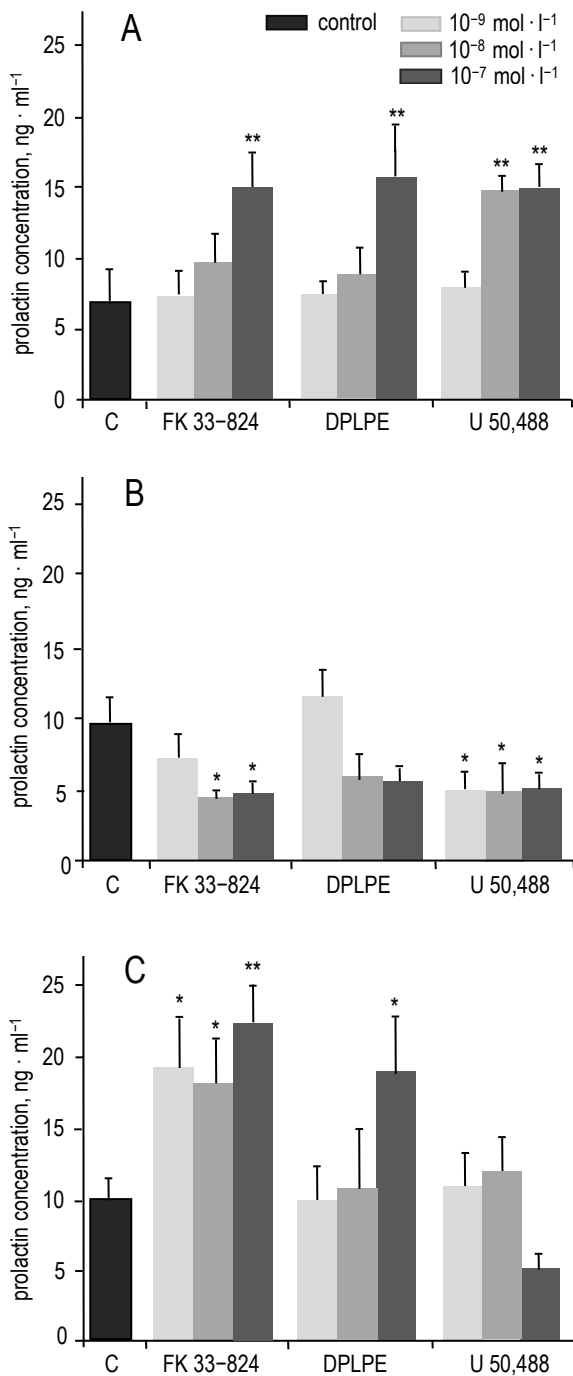 A
control
10⁻⁹ mol · l⁻¹
10⁻⁸ mol · l⁻¹
10⁻⁷ mol · l⁻¹
prolactin concentration, ng · ml⁻¹
25
20
15
10
5
0
**
**
**
**
C FK 33−824 DPLPE U 50,488
B
prolactin concentration, ng · ml⁻¹
25
20
15
10
5
0
*
*
*
*
*
C FK 33−824 DPLPE U 50,488
C
prolactin concentration, ng · ml⁻¹
25
20
15
10
5
0
*
*
**
*
C FK 33−824 DPLPE U 50,488